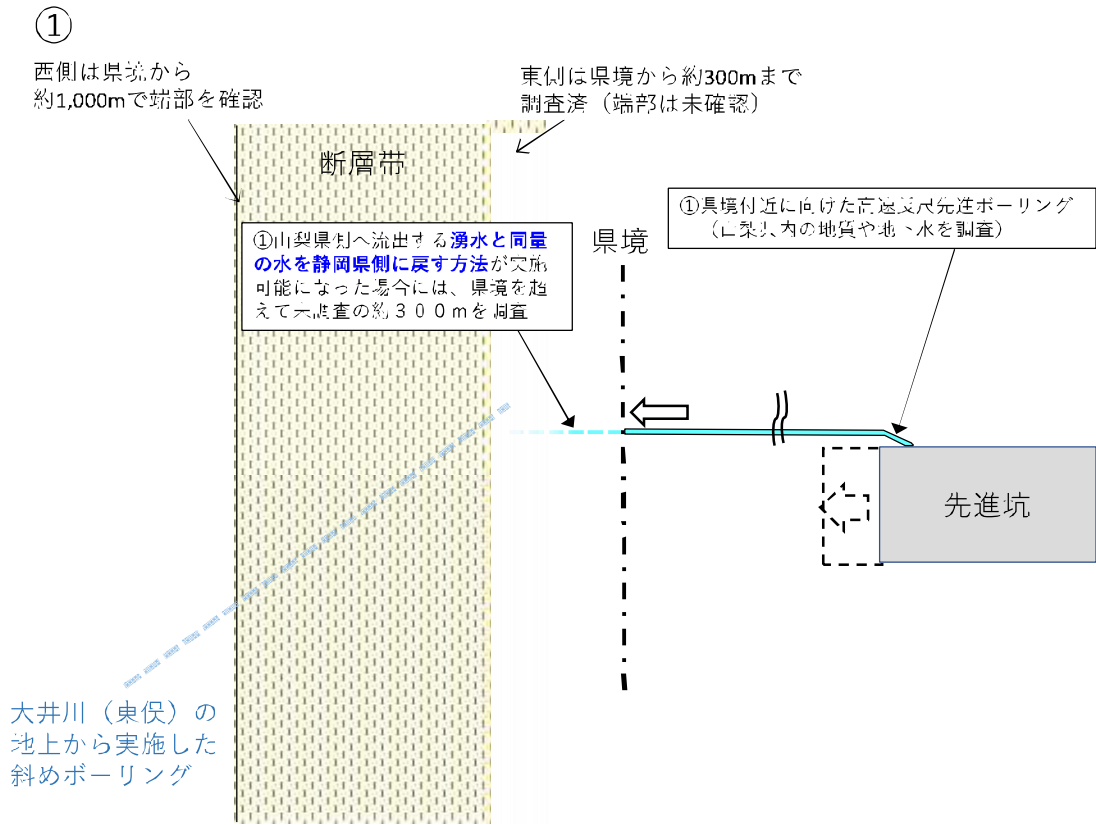 ①
西側は県境から
約1,000mで端部を確認
東側は県境から約300mまで
調査済（端部は未確認）
断層帯
①県境付近に向けた高速長尺先進ボーリング
（山梨県内の地質や地下水を調査）
①山梨県側へ流出する湧水と同量
の水を静岡県側に戻す方法が実施
可能になった場合には、県境を超
えて未調査の約３００ｍを調査
県境
先進坑
大井川（東俣）の
地上から実施した
斜めボーリング